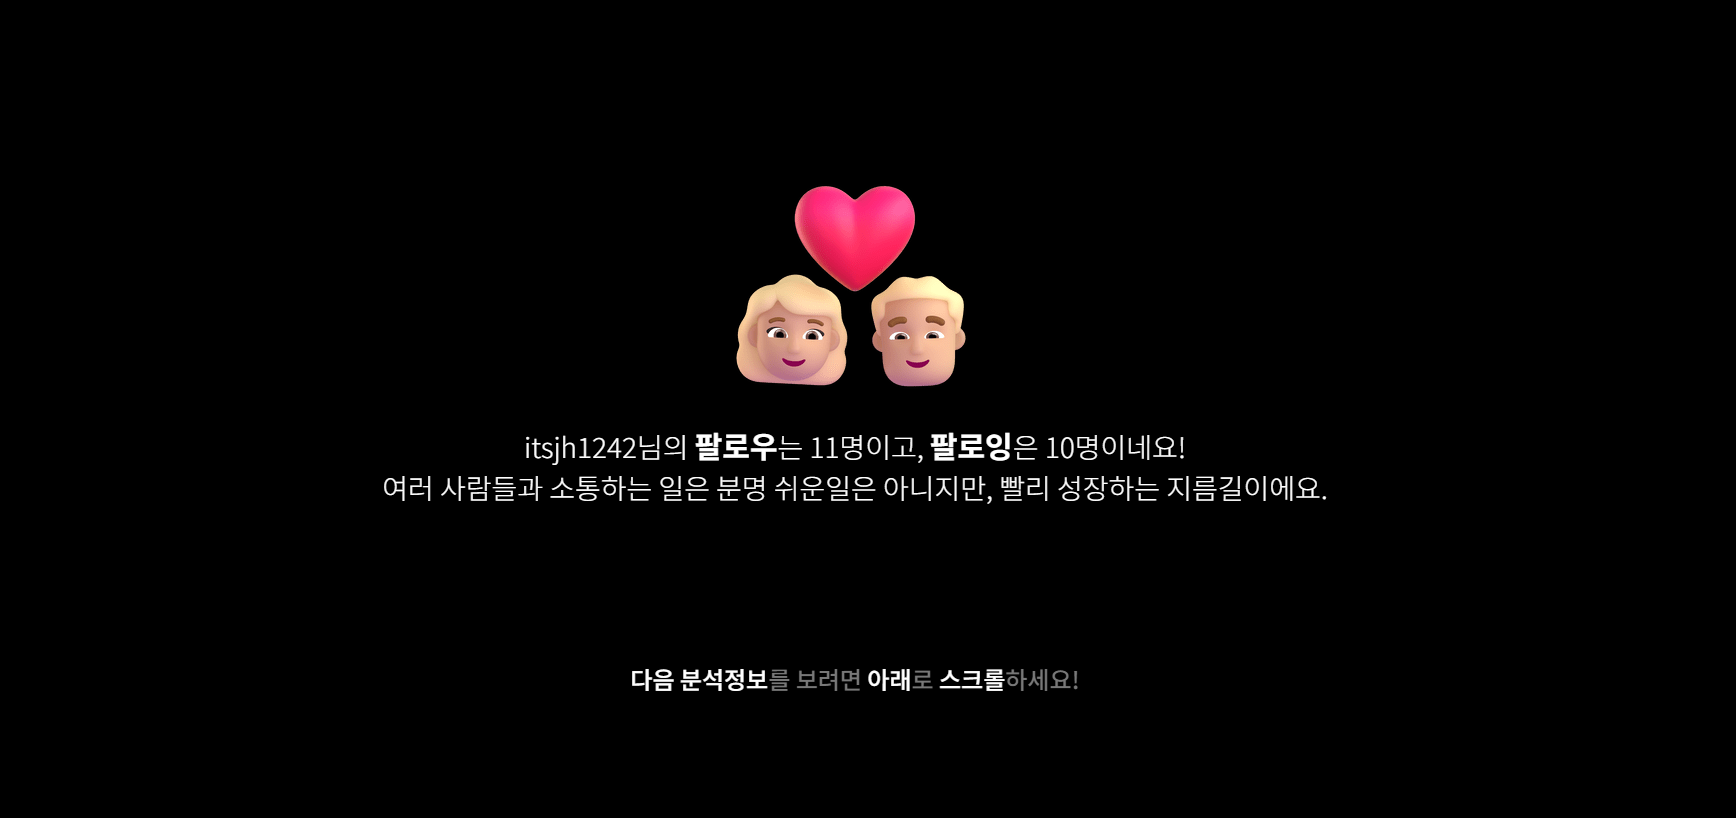 itsjh1242님의 팔로우는 11명이고, 팔로잉은 10명이네요!
여러 사람들과 소통하는 일은 분명 쉬운일은 아니지만, 빨리 성장하는 지름길이에요.
다음 분석정보를 보려면 아래로 스크롤하세요!